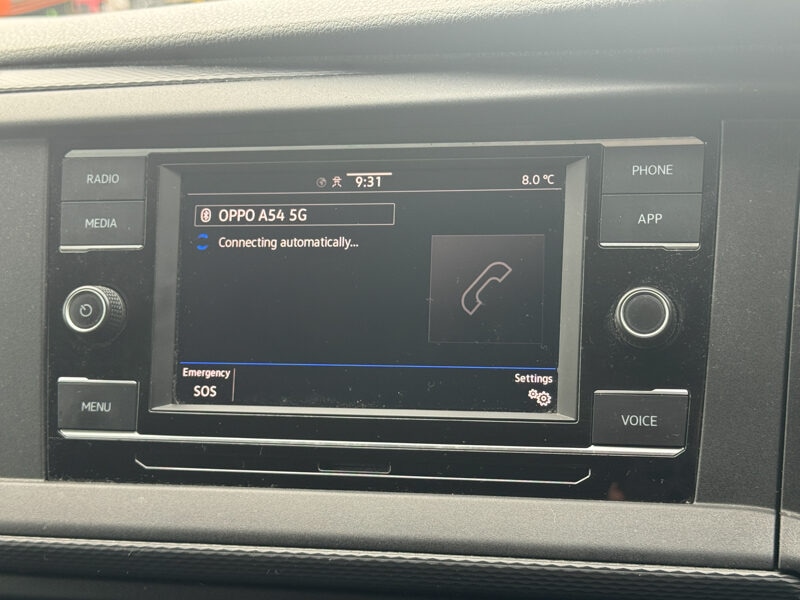 RADIO
MEDIA
MENU
9:31
8.0 °C
OPPO A54 5G
Connecting automatically...
Emergency
SOS
Settings
PHONE
APP
VOICE